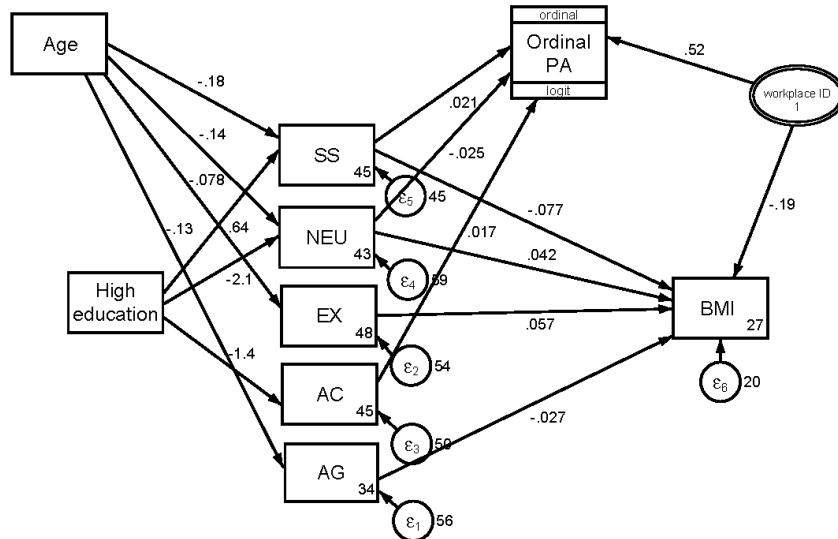 ordinal
Ordinal
PA
logit
Age
.52
workplace ID
1
-.18
.021
-.14
SS
45
-.025
ε5
45
-.078
-.077
-.19
-.13
.64
NEU
43
.017
.042
-2.1
ε4
59
High
education
EX
48
.057
BMI
27
-1.4
ε2
54
AC
45
ε6
20
-.027
ε3
50
AG
34
ε1
56